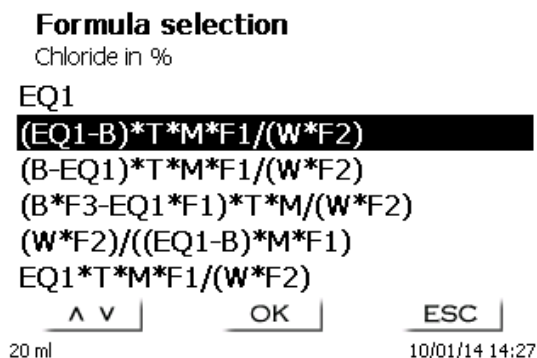 Formula selection
Chloride in %
EQ1
(EQ1-B)*T*M*F1/(W*F2)
(B-EQ1)*T*M*F1/(W*F2)
(B*F3-EQ1*F1)*T*M/(W*F2)
(W*F2)/((EQ1-B)*M*F1)
EQ1*T*M*F1/(W*F2)
∧ ∨ OK ESC
20 ml 10/01/14 14:27